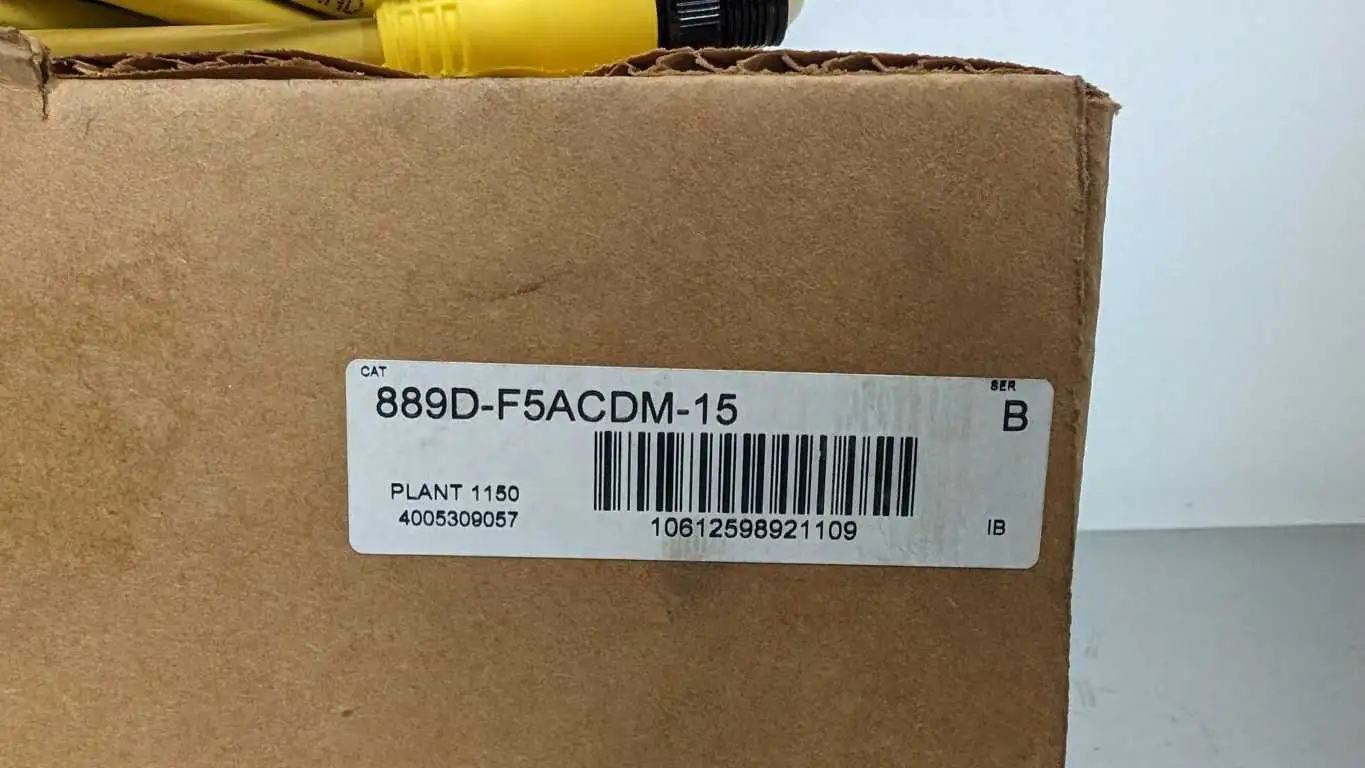 CAT
889D-F5ACDM-15
SER
B
PLANT 1150
4005309057
10612598921109
IB